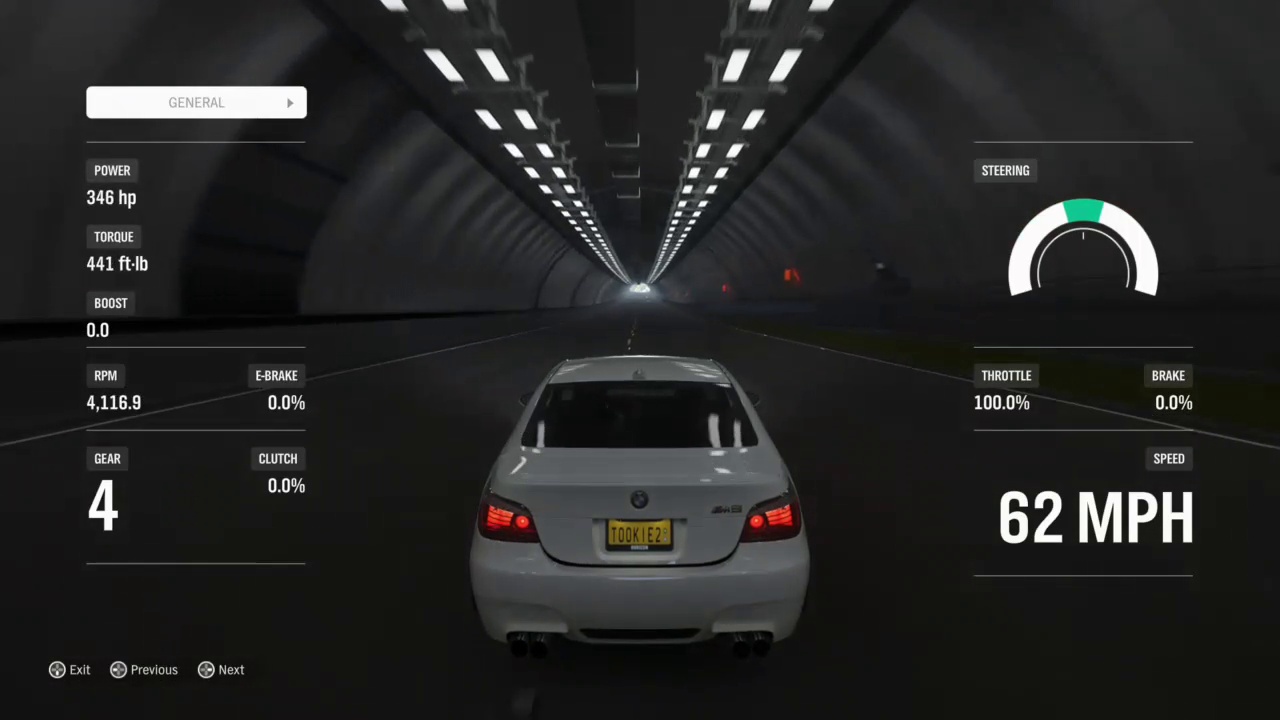 GENERAL
POWER
346 hp
TORQUE
441 ft·lb
BOOST
0.0
RPM
E-BRAKE
4,116.9
0.0%
GEAR
CLUTCH
4
0.0%
STEERING
THROTTLE
BRAKE
100.0%
0.0%
SPEED
62 MPH
M5
TOOKIE2
Exit
Previous
Next